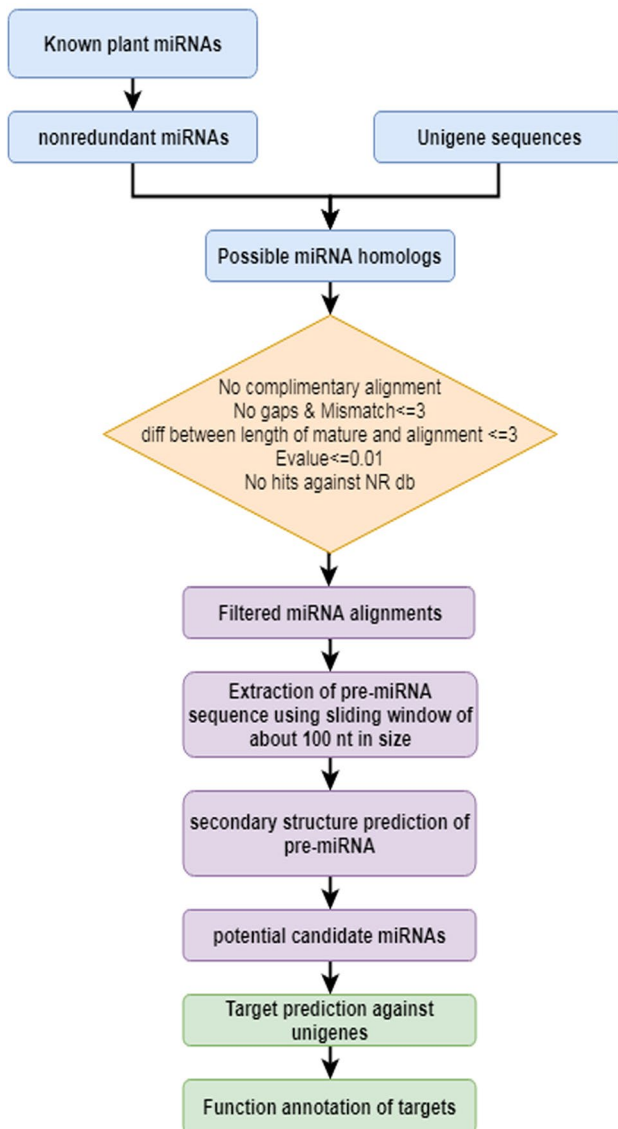 Known plant miRNAs
nonredundant miRNAs
Unigene sequences
Possible miRNA homologs
No complimentary alignment
No gaps & Mismatch<=3
diff between length of mature and alignment <=3
Evalue<=0.01
No hits against NR db
Filtered miRNA alignments
Extraction of pre-miRNA
sequence using sliding window of
about 100 nt in size
secondary structure prediction of
pre-miRNA
potential candidate miRNAs
Target prediction against
unigenes
Function annotation of targets